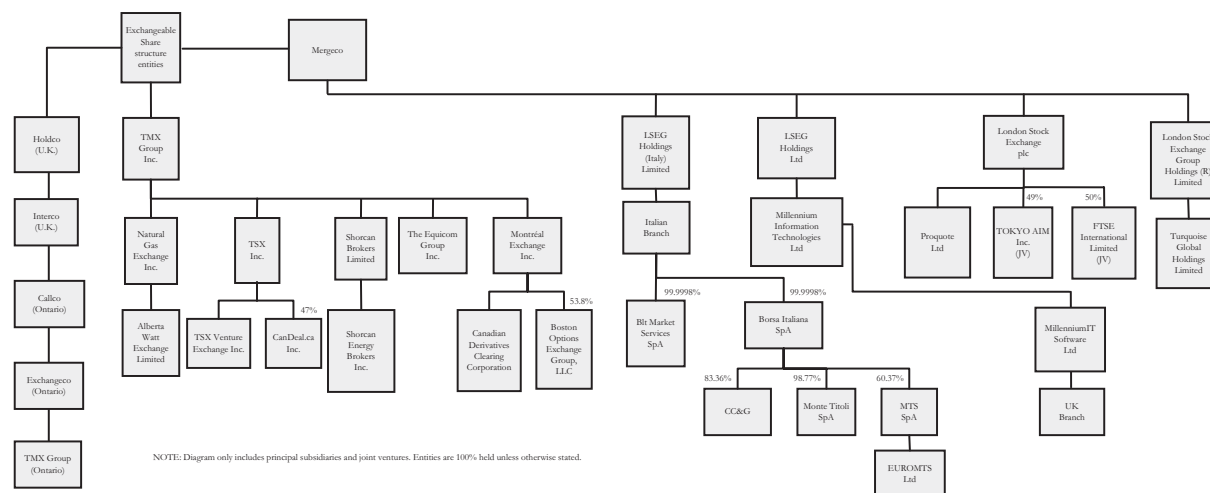 Exchangeable
Share
structure
entities
Mergeco
Holdco
(U.K.)
TMX
Group
Inc.
LSEG
Holdings
(Italy)
Limited
LSEG
Holdings
Ltd
London Stock
Exchange
plc
London Stock
Exchange
Group
Holdings (R)
Limited
Interco
(U.K.)
Natural
Gas
Exchange
Inc.
TSX
Inc.
Shorcan
Brokers
Limited
The Equicom
Group
Inc.
Montréal
Exchange
Inc.
Italian
Branch
Millennium
Information
Technologies
Ltd
Proquote
Ltd
49%
TOKYO AIM
Inc.
(JV)
50%
FTSE
International
Limited
(JV)
Turquoise
Global
Holdings
Limited
Callco
(Ontario)
Alberta
Watt
Exchange
Limited
TSX Venture
Exchange Inc.
47%
CanDeal.ca
Inc.
Shorcan
Energy
Brokers
Inc.
Canadian
Derivatives
Clearing
Corporation
53.8%
Boston
Options
Exchange
Group,
LLC
99.9998%
BIt Market
Services
SpA
99.9998%
Borsa Italiana
SpA
MillenniumIT
Software
Ltd
Exchangeco
(Ontario)
83.36%
CC&G
98.77%
Monte Titoli
SpA
60.37%
MTS
SpA
UK
Branch
TMX Group
(Ontario)
EUROMTS
Ltd
NOTE: Diagram only includes principal subsidiaries and joint ventures. Entities are 100% held unless otherwise stated.